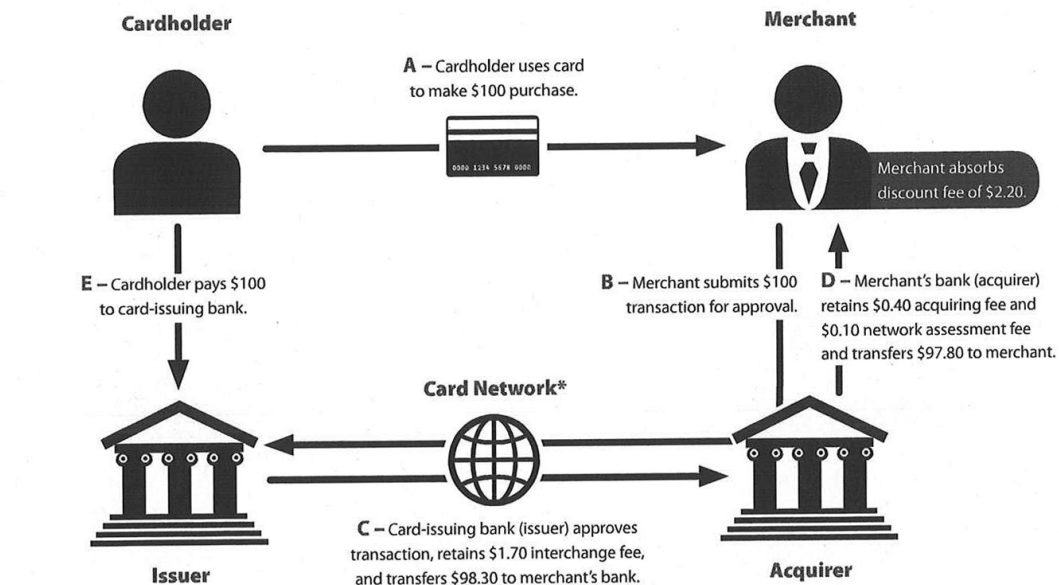 Cardholder
Merchant
A – Cardholder uses card
to make $100 purchase.
0000 1234 5678 0000
Merchant absorbs
discount fee of $2.20.
E – Cardholder pays $100
to card-issuing bank.
B – Merchant submits $100
transaction for approval.
D – Merchant's bank (acquirer)
retains $0.40 acquiring fee and
$0.10 network assessment fee
and transfers $97.80 to merchant.
Card Network*
C – Card-issuing bank (issuer) approves
transaction, retains $1.70 interchange fee,
and transfers $98.30 to merchant's bank.
Issuer
Acquirer